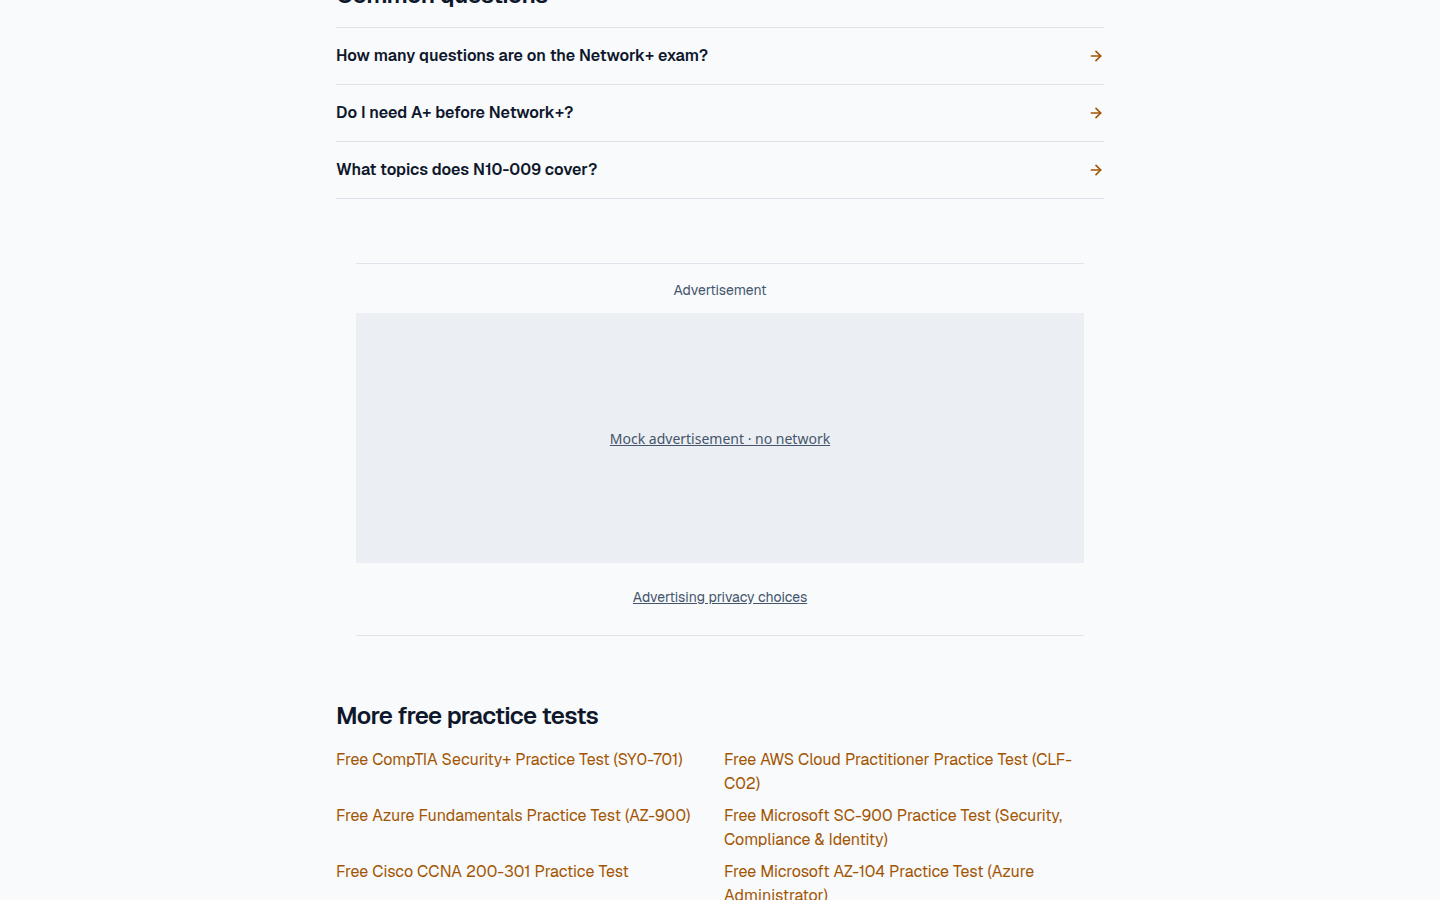 Common questions
How many questions are on the Network+ exam?
Do I need A+ before Network+?
What topics does N10-009 cover?
Advertisement
Mock advertisement · no network
Advertising privacy choices
More free practice tests
Free CompTIA Security+ Practice Test (SY0-701)
Free AWS Cloud Practitioner Practice Test (CLF-
C02)
Free Azure Fundamentals Practice Test (AZ-900)
Free Microsoft SC-900 Practice Test (Security,
Compliance & Identity)
Free Cisco CCNA 200-301 Practice Test
Free Microsoft AZ-104 Practice Test (Azure
Administrator)